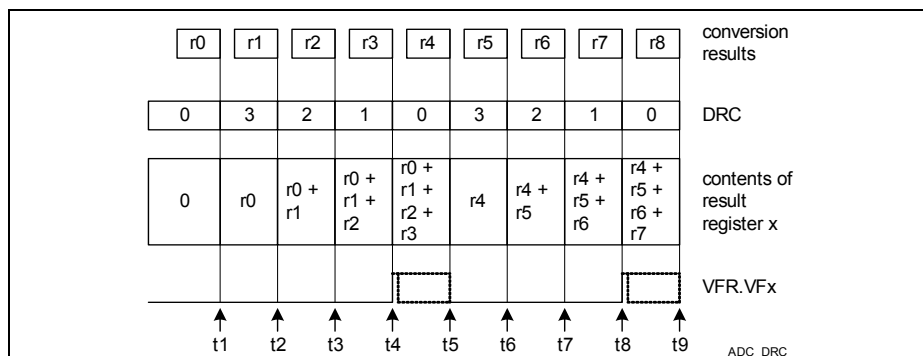 r0 r1 r2 r3 r4 r5 r6 r7 r8 conversion results
0 3 2 1 0 3 2 1 0 DRC
0
r0
r0 +
r1
r0 +
r1 +
r2
r0 +
r1 +
r2 +
r3
r4
r4 +
r5
r4 +
r5 +
r6
r4 +
r5 +
r6 +
r7
contents of
result
register x
VFR.VFx
t1 t2 t3 t4 t5 t6 t7 t8 t9
ADC_DRC